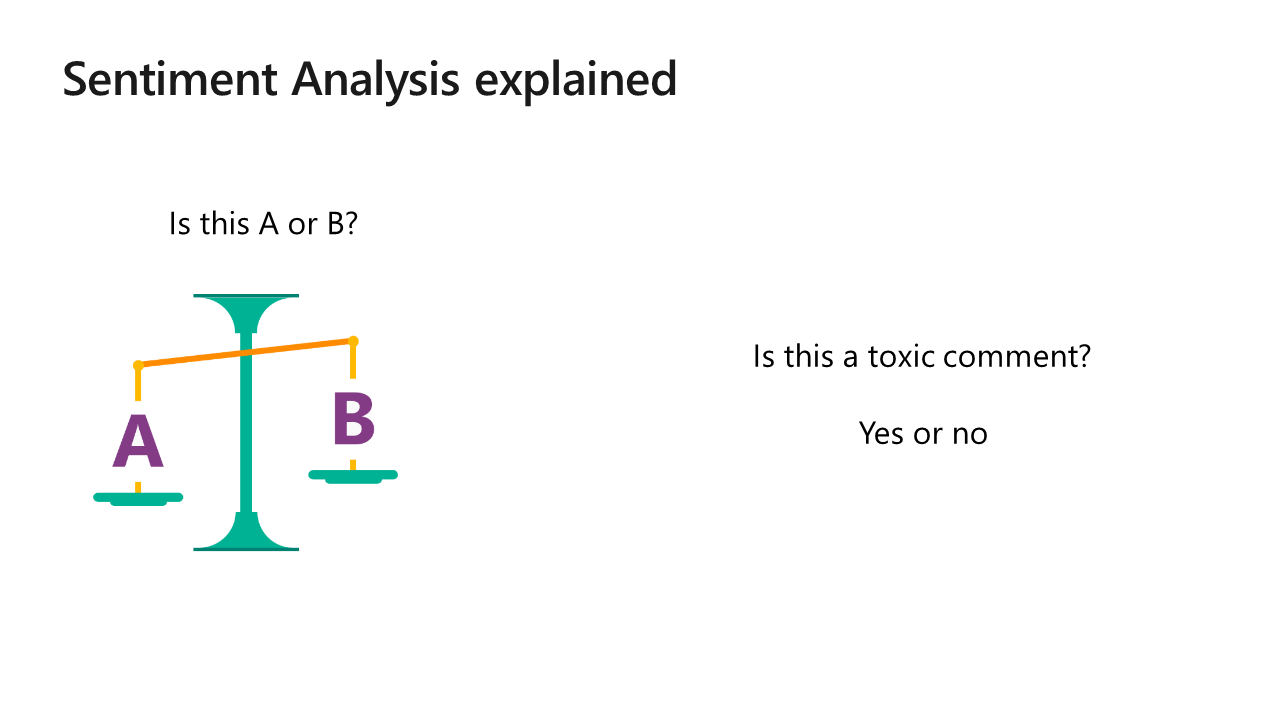 Sentiment Analysis explained
Is this A or B?
A
B
Is this a toxic comment?
Yes or no